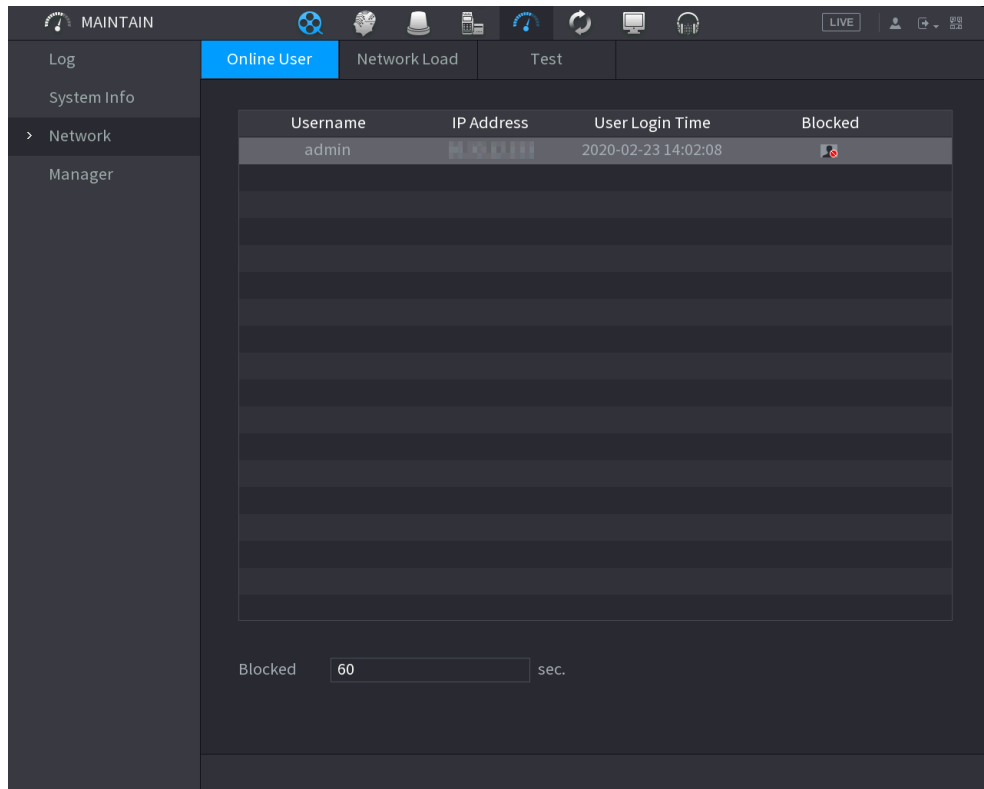 MAINTAIN
LIVE
Log
System Info
Network
Manager
Online User Network Load Test
Username IP Address User Login Time Blocked
admin 2020-02-23 14:02:08
Blocked 60 sec.